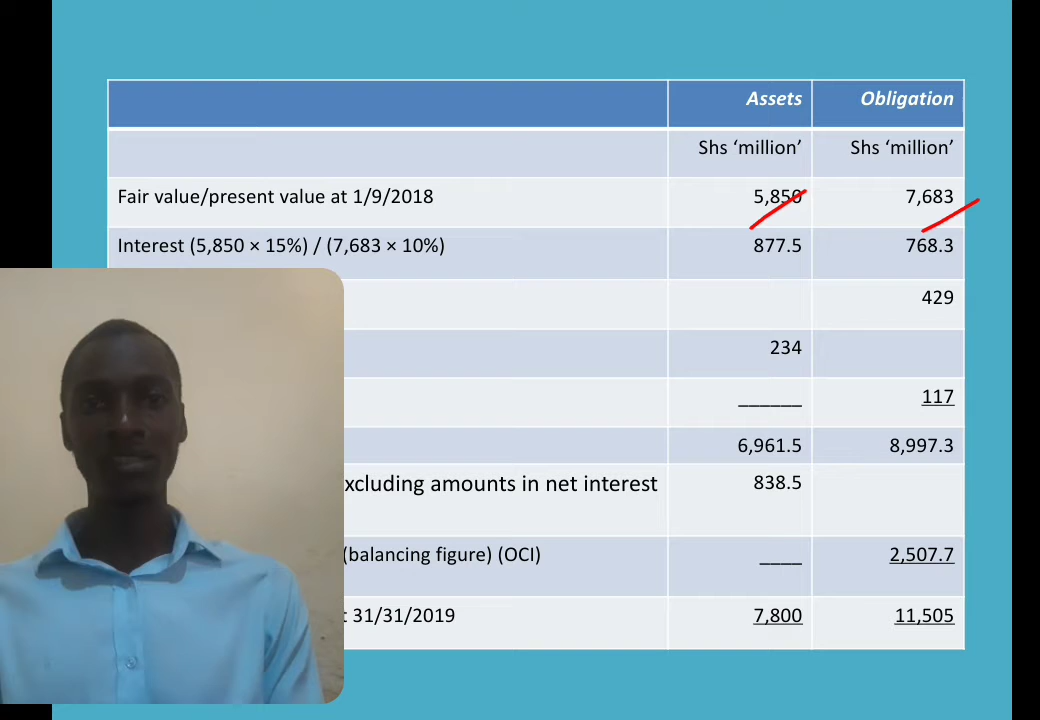 Assets Obligation
Shs ‘million’ Shs ‘million’
Fair value/present value at 1/9/2018 5,850 7,683
Interest (5,850 × 15%) / (7,683 × 10%) 877.5 768.3
429
234
______ 117
6,961.5 8,997.3
xcluding amounts in net interest 838.5
(balancing figure) (OCI) ____ 2,507.7
t 31/31/2019 7,800 11,505